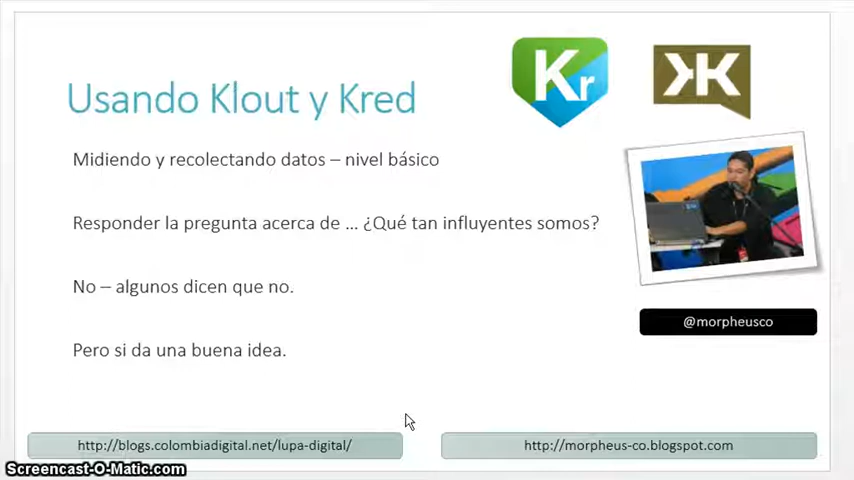 Kr
Usando Klout y Kred
Midiendo y recolectando datos – nivel básico
Responder la pregunta acerca de ... ¿Qué tan influyentes somos?
No – algunos dicen que no.
@morpheusco
Pero si da una buena idea.
http://blogs.colombiadigital.net/lupa-digital/
http://morpheus-co.blogspot.com
Screencast-O-Matic.com